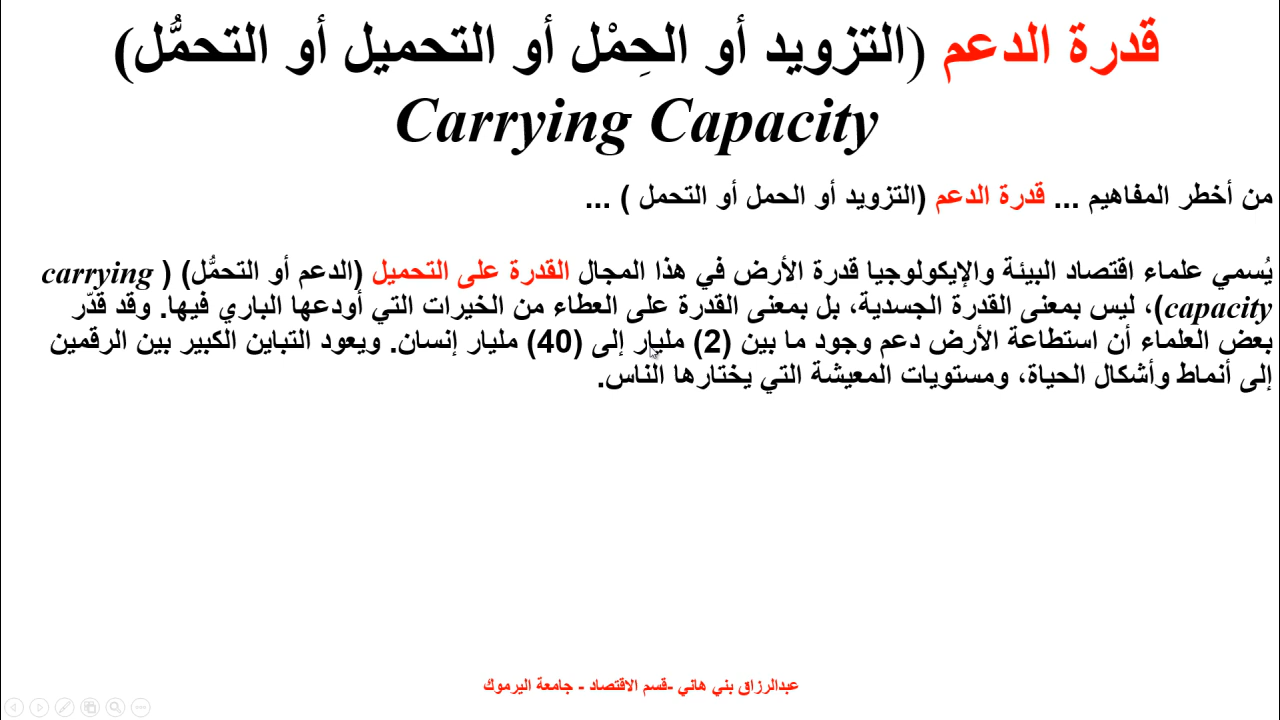 قدرة الدعم (التزويد أو الحِمْل أو التحميل أو التحمُّل)
Carrying Capacity
من أخطر المفاهيم ... قدرة الدعم (التزويد أو الحمل أو التحمل ) ...
يُسمي علماء اقتصاد البيئة والإيكولوجيا قدرة الأرض في هذا المجال القدرة على التحميل (الدعم أو التحمُّل) ( carrying
capacity)، ليس بمعنى القدرة الجسدية، بل بمعنى القدرة على العطاء من الخيرات التي أودعها الباري فيها. وقد قدّر
بعض العلماء أن استطاعة الأرض دعم وجود ما بين (2) مليار إلى (40) مليار إنسان. ويعود التباين الكبير بين الرقمين
إلى أنماط وأشكال الحياة، ومستويات المعيشة التي يختارها الناس.
عبدالرزاق بني هاني -قسم الاقتصاد - جامعة اليرموك